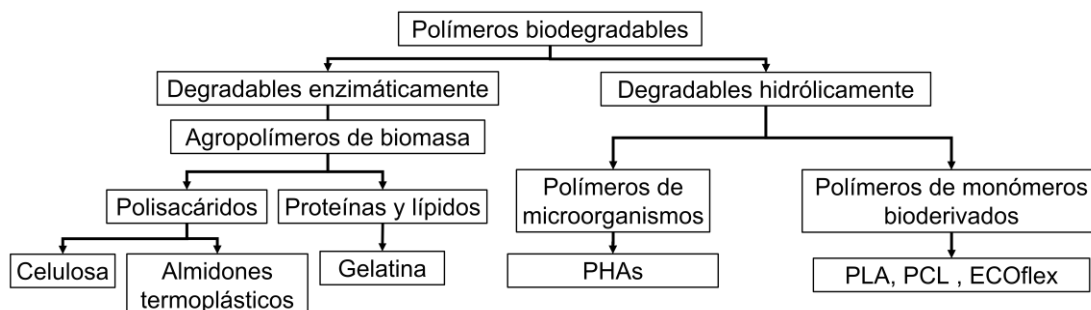 Polímeros biodegradables
Degradables enzimáticamente
Degradables hidrólicamente
Agropolímeros de biomasa
Polisacáridos
Proteínas y lípidos
Polímeros de
microorganismos
Polímeros de monómeros
bioderivados
Celulosa
Almidones
termoplásticos
Gelatina
PHAs
PLA, PCL , ECOflex